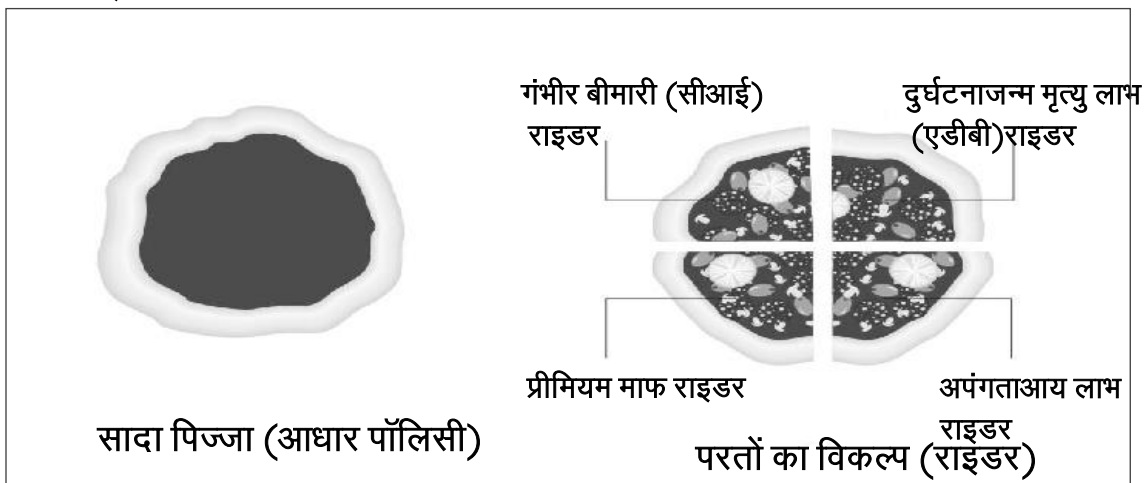 गंभीर बीमारी (सीआई)
राइडर
दुर्घटनाजन्म मृत्यु लाभ
(एडीबी)राइडर
प्रीमियम माफ राइडर
अपंगताआय लाभ
राइडर
सादा पिज्जा (आधार पॉलिसी)
परतों का विकल्प (राइडर)